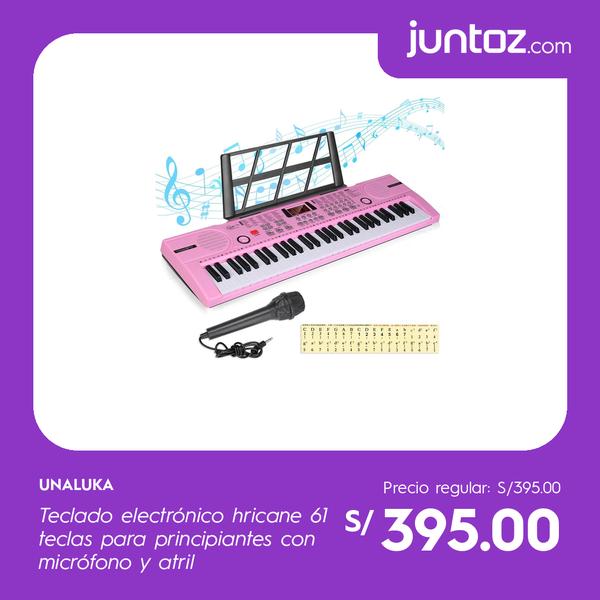 juntoz.com
UNALUKA
Teclado electrónico hricane 61
teclas para principiantes con
micrófono y atril
Precio regular: S/395.00
S/ 395.00